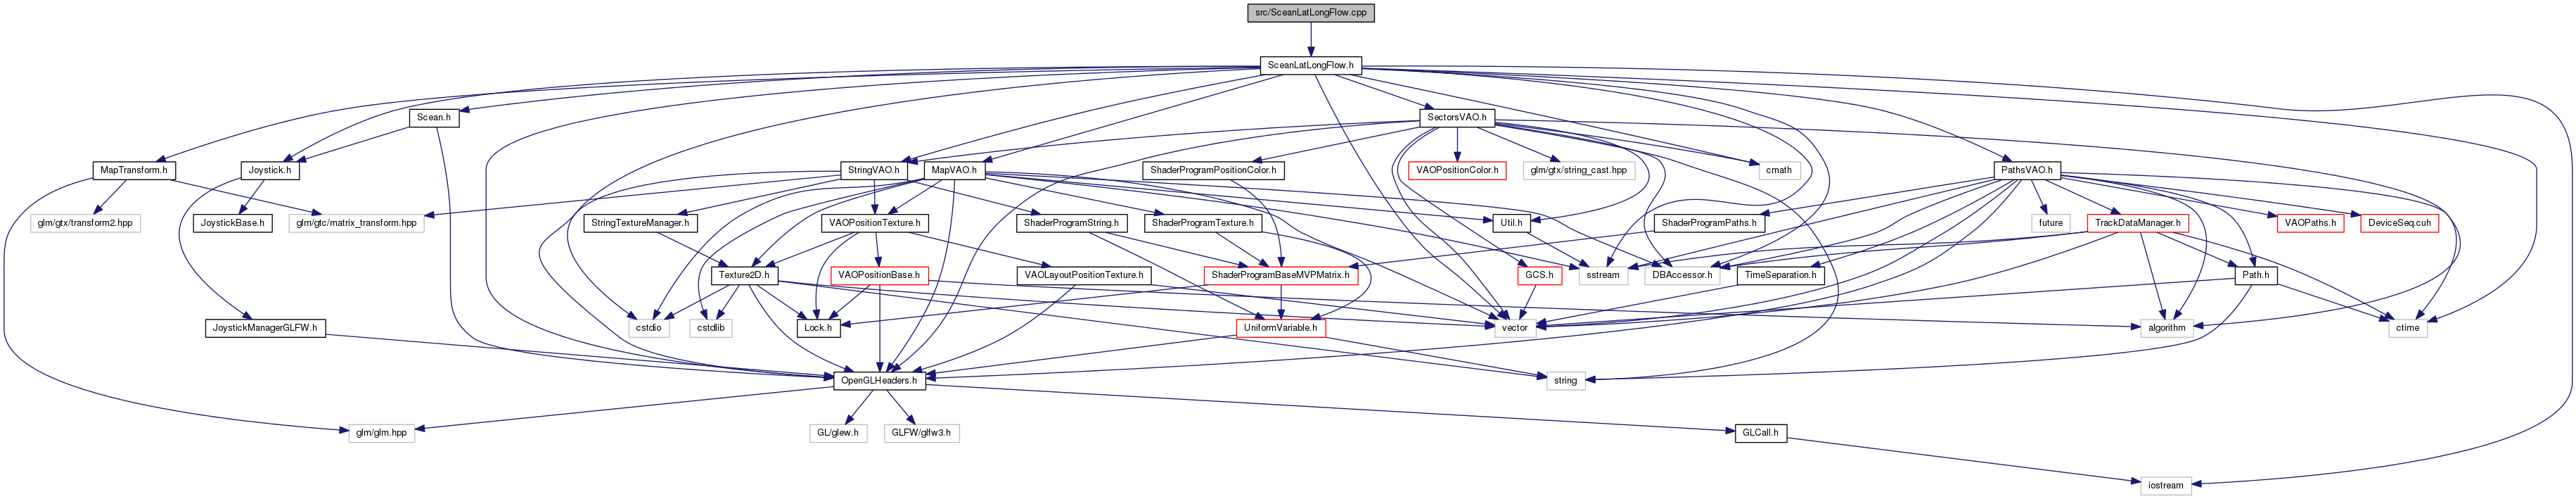 src/SceanLatLongFlow.cpp
SceanLatLongFlow.h
Scean.h
SectorsVAO.h
MapTransform.h
Joystick.h
StringVAO.h
MapVAO.h
ShaderProgramPositionColor.h
VAOPositionColor.h
glm/gtx/string_cast.hpp
cmath
PathsVAO.h
glm/gtx/transform2.hpp
JoystickBase.h
glm/gtc/matrix_transform.hpp
StringTextureManager.h
VAOPositionTexture.h
ShaderProgramString.h
ShaderProgramTexture.h
Util.h
ShaderProgramPaths.h
future
TrackDataManager.h
VAOPaths.h
DeviceSeq.cuh
Texture2D.h
VAOPositionBase.h
VAOLayoutPositionTexture.h
ShaderProgramBaseMVPMatrix.h
GCS.h
sstream
DBAccessor.h
TimeSeparation.h
Path.h
JoystickManagerGLFW.h
cstdio
cstdlib
Lock.h
UniformVariable.h
vector
algorithm
ctime
OpenGLHeaders.h
string
glm/glm.hpp
GL/glew.h
GLFW/glfw3.h
GLCall.h
iostream